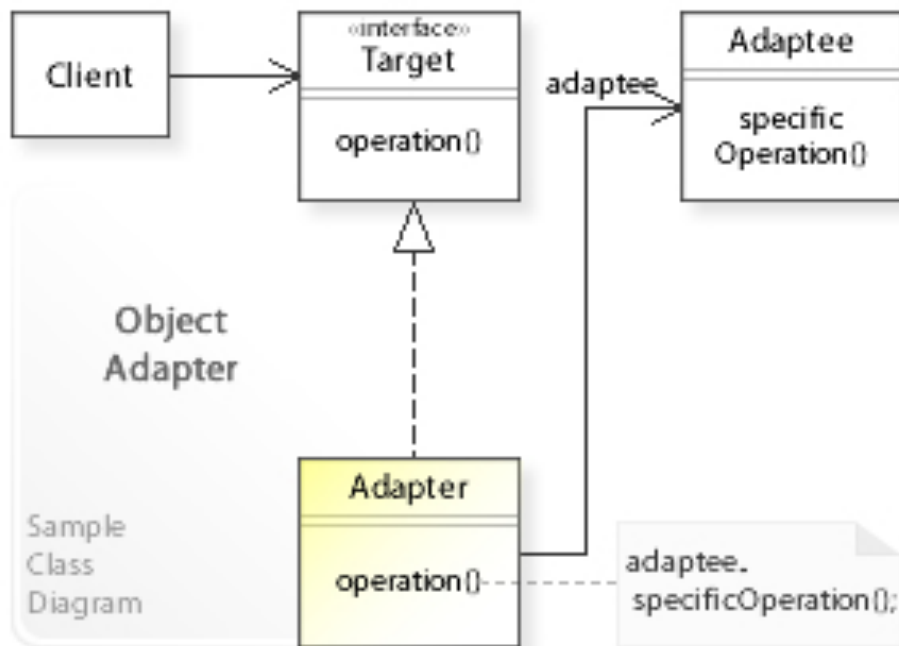 Client
«interface»
Target
operation()
Adaptee
adaptee
specific
Operation()
Object
Adapter
Adapter
operation()
Sample
Class
Diagram
adaptee.
specificOperation();